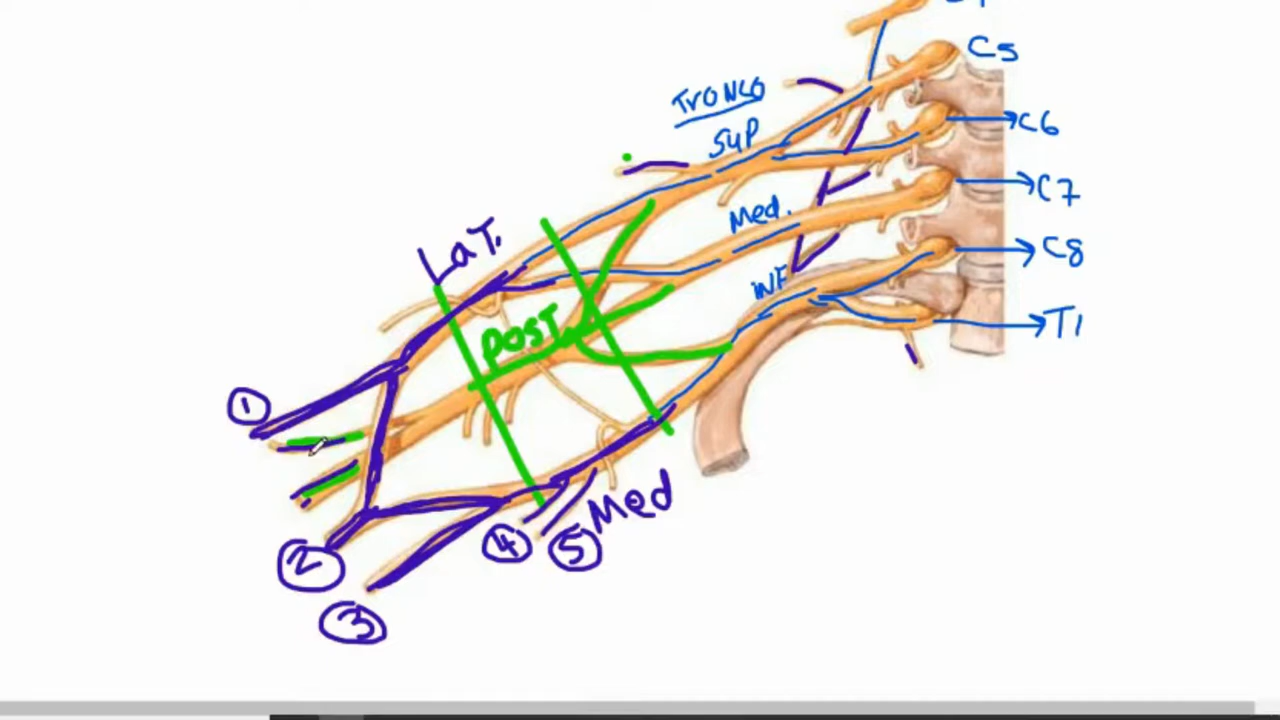 C5
TRONCO
SUP
C6
C7
Med.
LaT.
C8
INF
POST
T1
①
Med
④
⑤
②
③